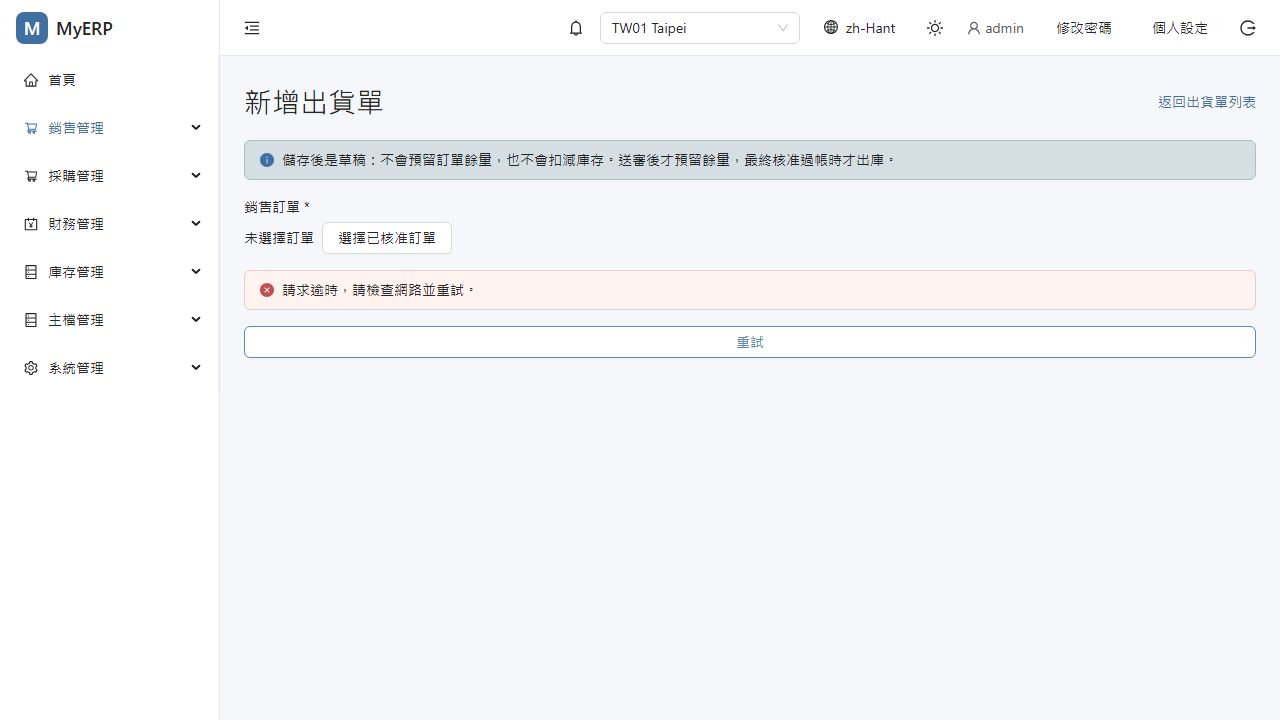 M MyERP
TW01 Taipei
zh-Hant
admin
修改密碼
個人設定
首頁
銷售管理
採購管理
財務管理
庫存管理
主檔管理
系統管理
新增出貨單
返回出貨單列表
儲存後是草稿：不會預留訂單餘量，也不會扣減庫存。送審後才預留餘量，最終核准過帳時才出庫。
銷售訂單 *
未選擇訂單
選擇已核准訂單
請求逾時，請檢查網路並重試。
重試